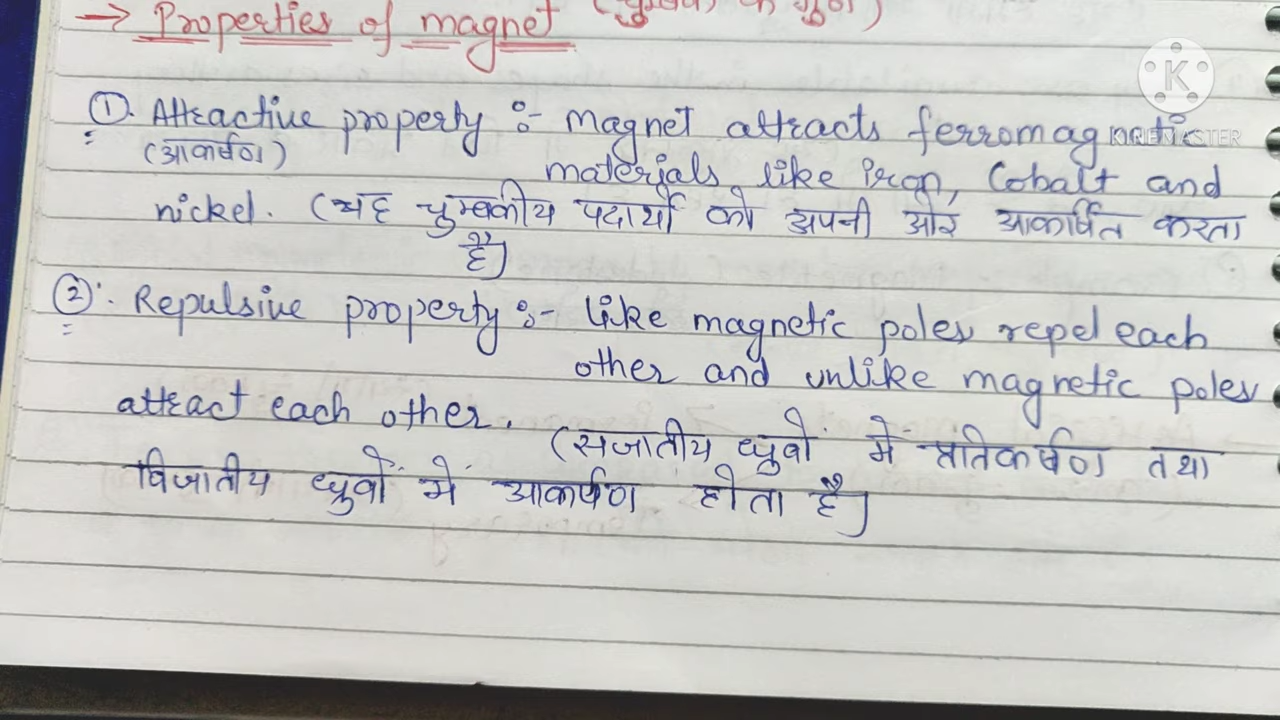 → Properties of magnet (चुम्बक के गुण)
K
KINEMASTER
①. Attractive property :- Magnet attracts ferromagnetic
(आकर्षण) materials like iron, Cobalt and
nickel. (यह चुम्बकीय पदार्थों को अपनी ओर आकर्षित करता
है)
②. Repulsive property :- like magnetic poles repel each
other and unlike magnetic poles
attract each other. (सजातीय ध्रुवों में प्रतिकर्षण तथा
विजातीय ध्रुवों में आकर्षण होता है)